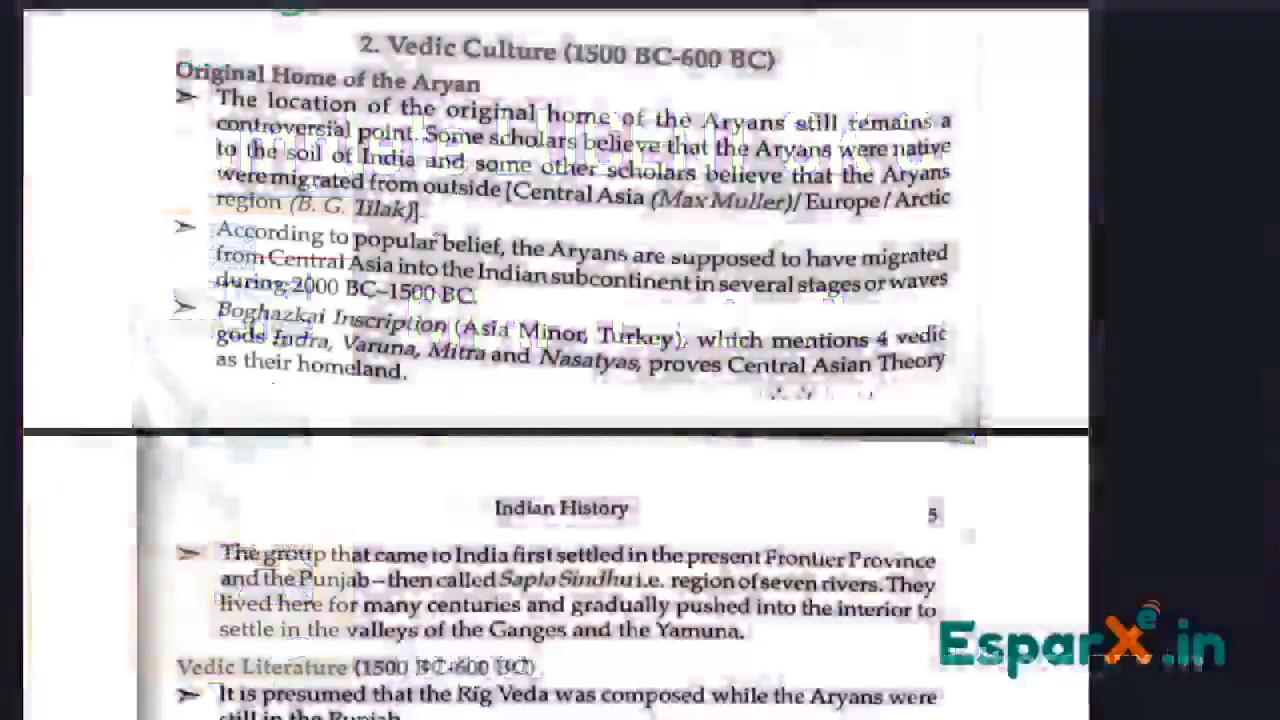 2. Vedic Culture (1500 BC-600 BC)
Original Home of the Aryan
➢ The location of the original home of the Aryans still remains a
controversial point. Some scholars believe that the Aryans were native
to the soil of India and some other scholars believe that the Aryans
were migrated from outside [Central Asia (Max Muller)/ Europe/ Arctic
region (B. G. Tilak)].
➢ According to popular belief, the Aryans are supposed to have migrated
from Central Asia into the Indian subcontinent in several stages or waves
during 2000 BC–1500 BC.
➢ Boghazkai Inscription (Asia Minor, Turkey), which mentions 4 vedic
gods Indra, Varuna, Mitra and Nasatyas, proves Central Asian Theory
as their homeland.
Indian History 5
➢ The group that came to India first settled in the present Frontier Province
and the Punjab – then called Sapta Sindhu i.e. region of seven rivers. They
lived here for many centuries and gradually pushed into the interior to
settle in the valleys of the Ganges and the Yamuna.
EsparXe.in
Vedic Literature (1500 BC-600 BC)
➢ It is presumed that the Rig Veda was composed while the Aryans were
still in the Punjab.